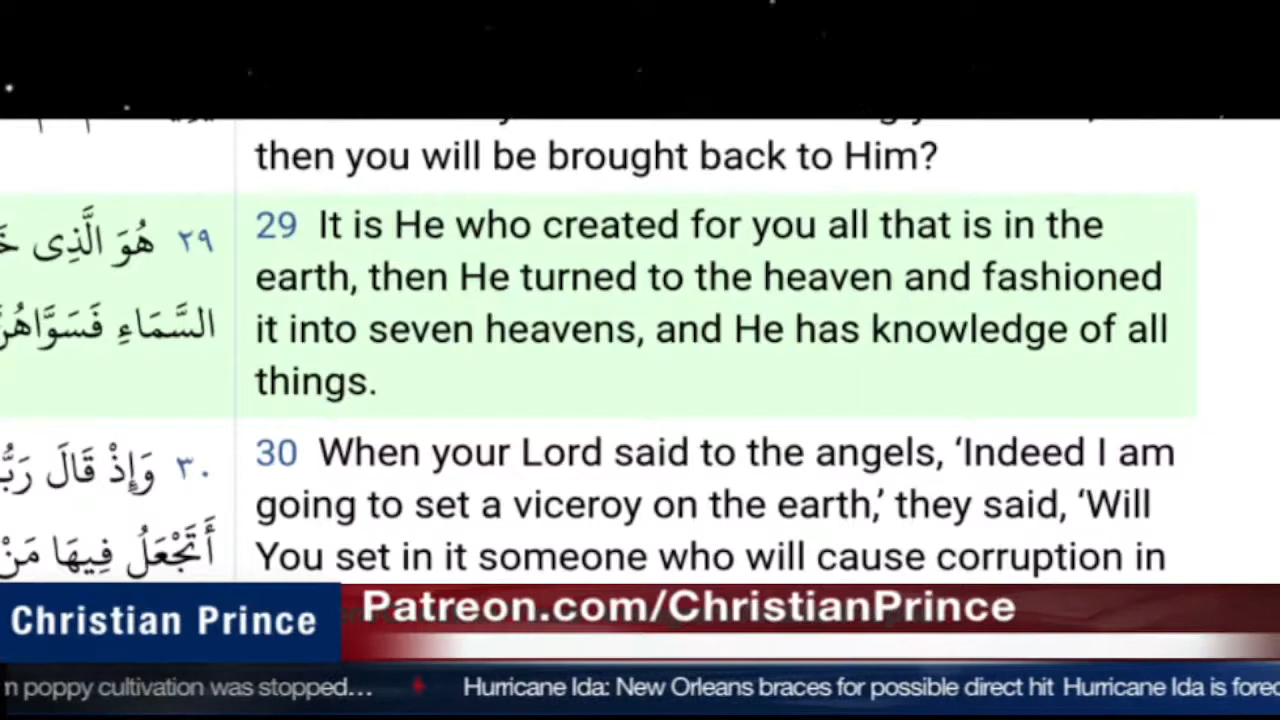 then you will be brought back to Him?
٢٩ هُوَ الَّذِى
السَّمَاءِ فَسَوَّاهُنَّ
29 It is He who created for you all that is in the
earth, then He turned to the heaven and fashioned
it into seven heavens, and He has knowledge of all
things.
٣٠ وَإِذْ قَالَ
أَتَجْعَلُ فِيهَا مَنْ
30 When your Lord said to the angels, ‘Indeed I am
going to set a viceroy on the earth,’ they said, ‘Will
You set in it someone who will cause corruption in
Christian Prince
Patreon.com/ChristianPrince
n poppy cultivation was stopped... Hurricane Ida: New Orleans braces for possible direct hit Hurricane Ida is forec